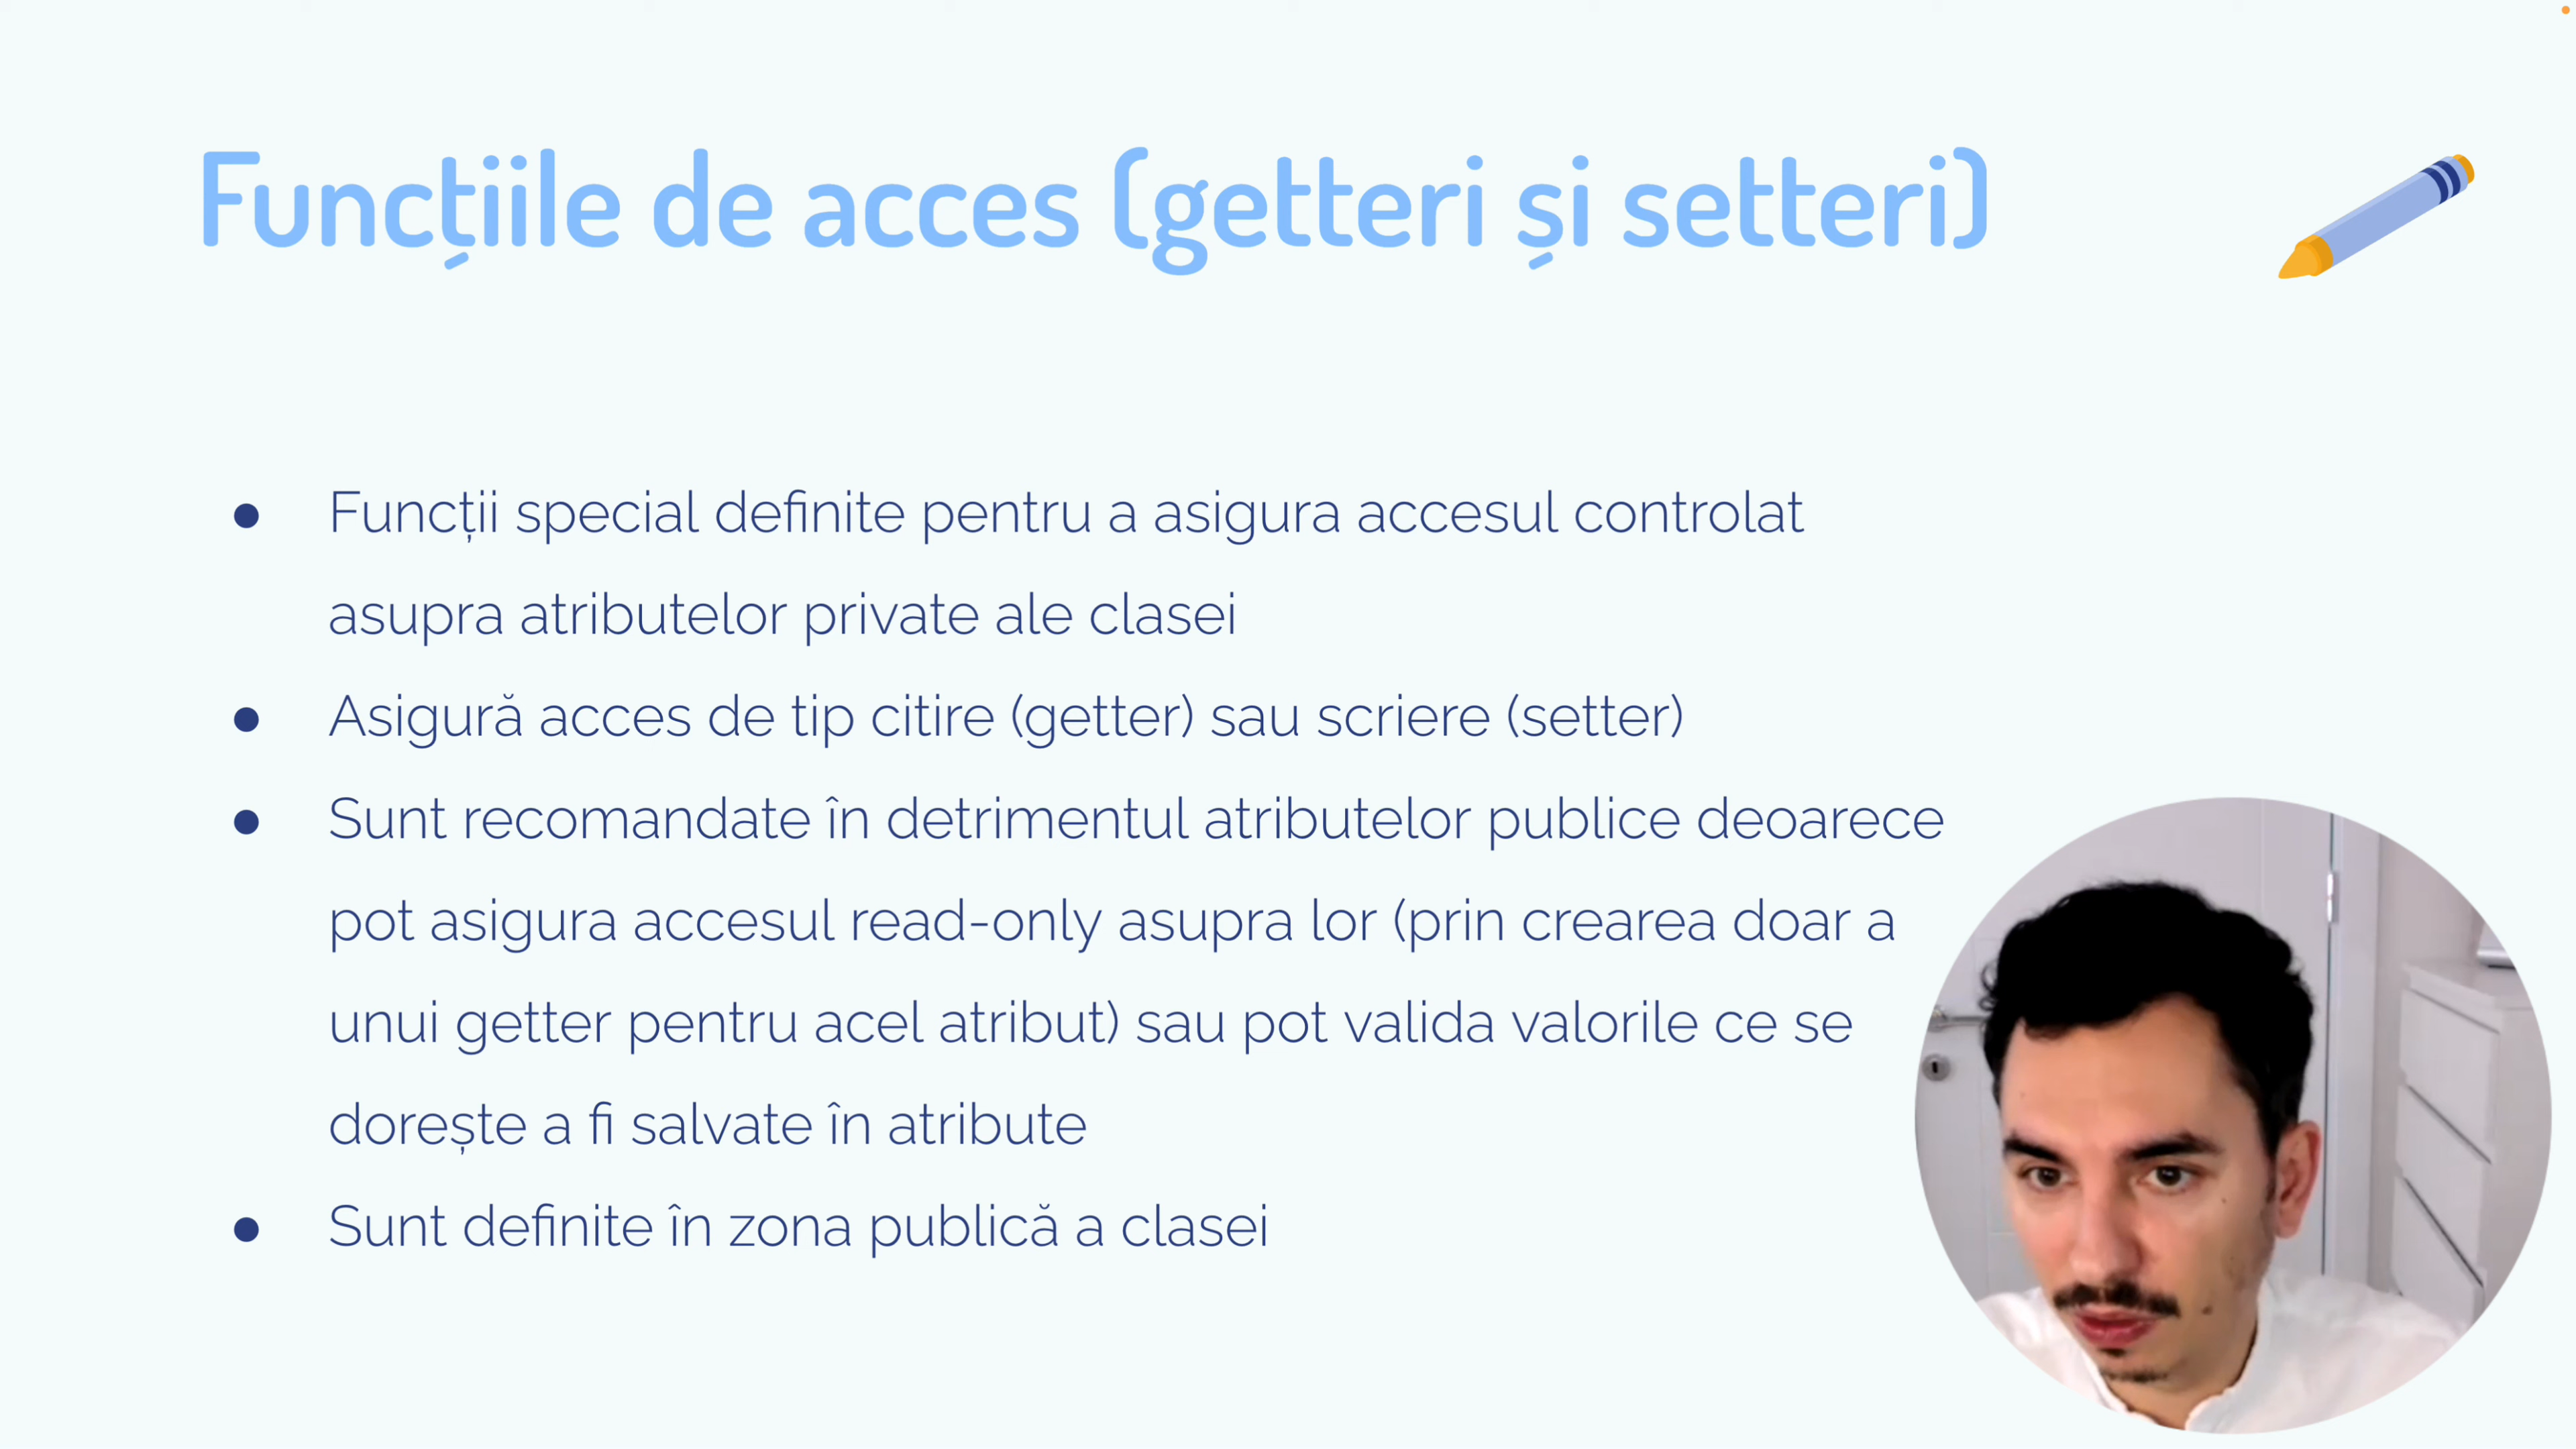 Funcțiile de acces (getteri și setteri)
● Funcții special definite pentru a asigura accesul controlat
asupra atributelor private ale clasei
● Asigură acces de tip citire (getter) sau scriere (setter)
● Sunt recomandate în detrimentul atributelor publice deoarece
pot asigura accesul read-only asupra lor (prin crearea doar a
unui getter pentru acel atribut) sau pot valida valorile ce se
dorește a fi salvate în atribute
● Sunt definite în zona publică a clasei